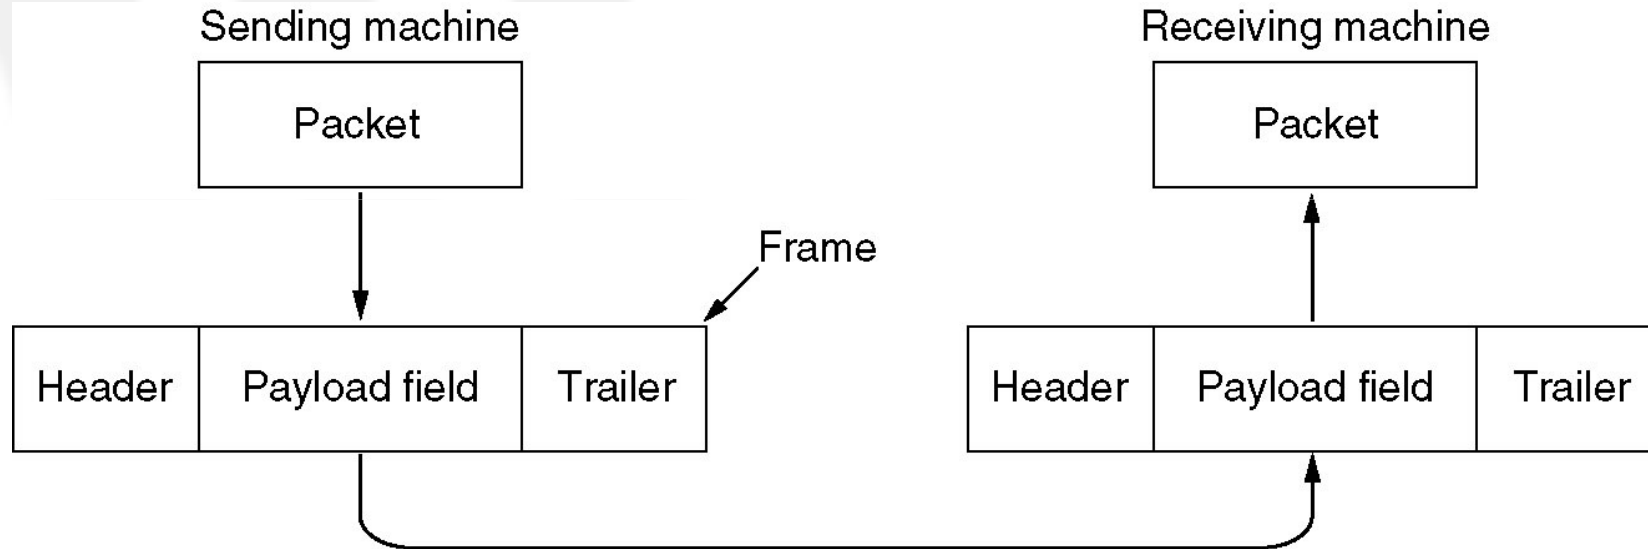 Sending machine
Receiving machine
Packet
Packet
Frame
Header
Payload field
Trailer
Header
Payload field
Trailer